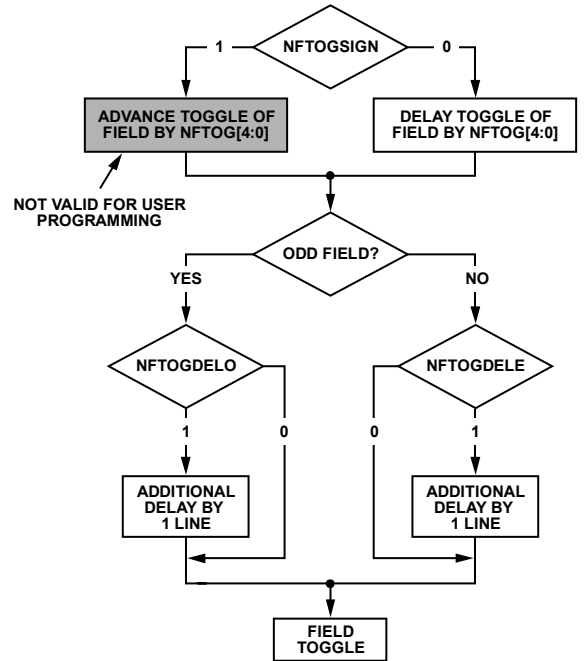 NFTOGSIGN
1
0
ADVANCE TOGGLE OF
FIELD BY NFTOG[4:0]
DELAY TOGGLE OF
FIELD BY NFTOG[4:0]
NOT VALID FOR USER
PROGRAMMING
ODD FIELD?
YES
NO
NFTOGDELO
NFTOGDELE
1
0
0
1
ADDITIONAL
DELAY BY
1 LINE
ADDITIONAL
DELAY BY
1 LINE
FIELD
TOGGLE